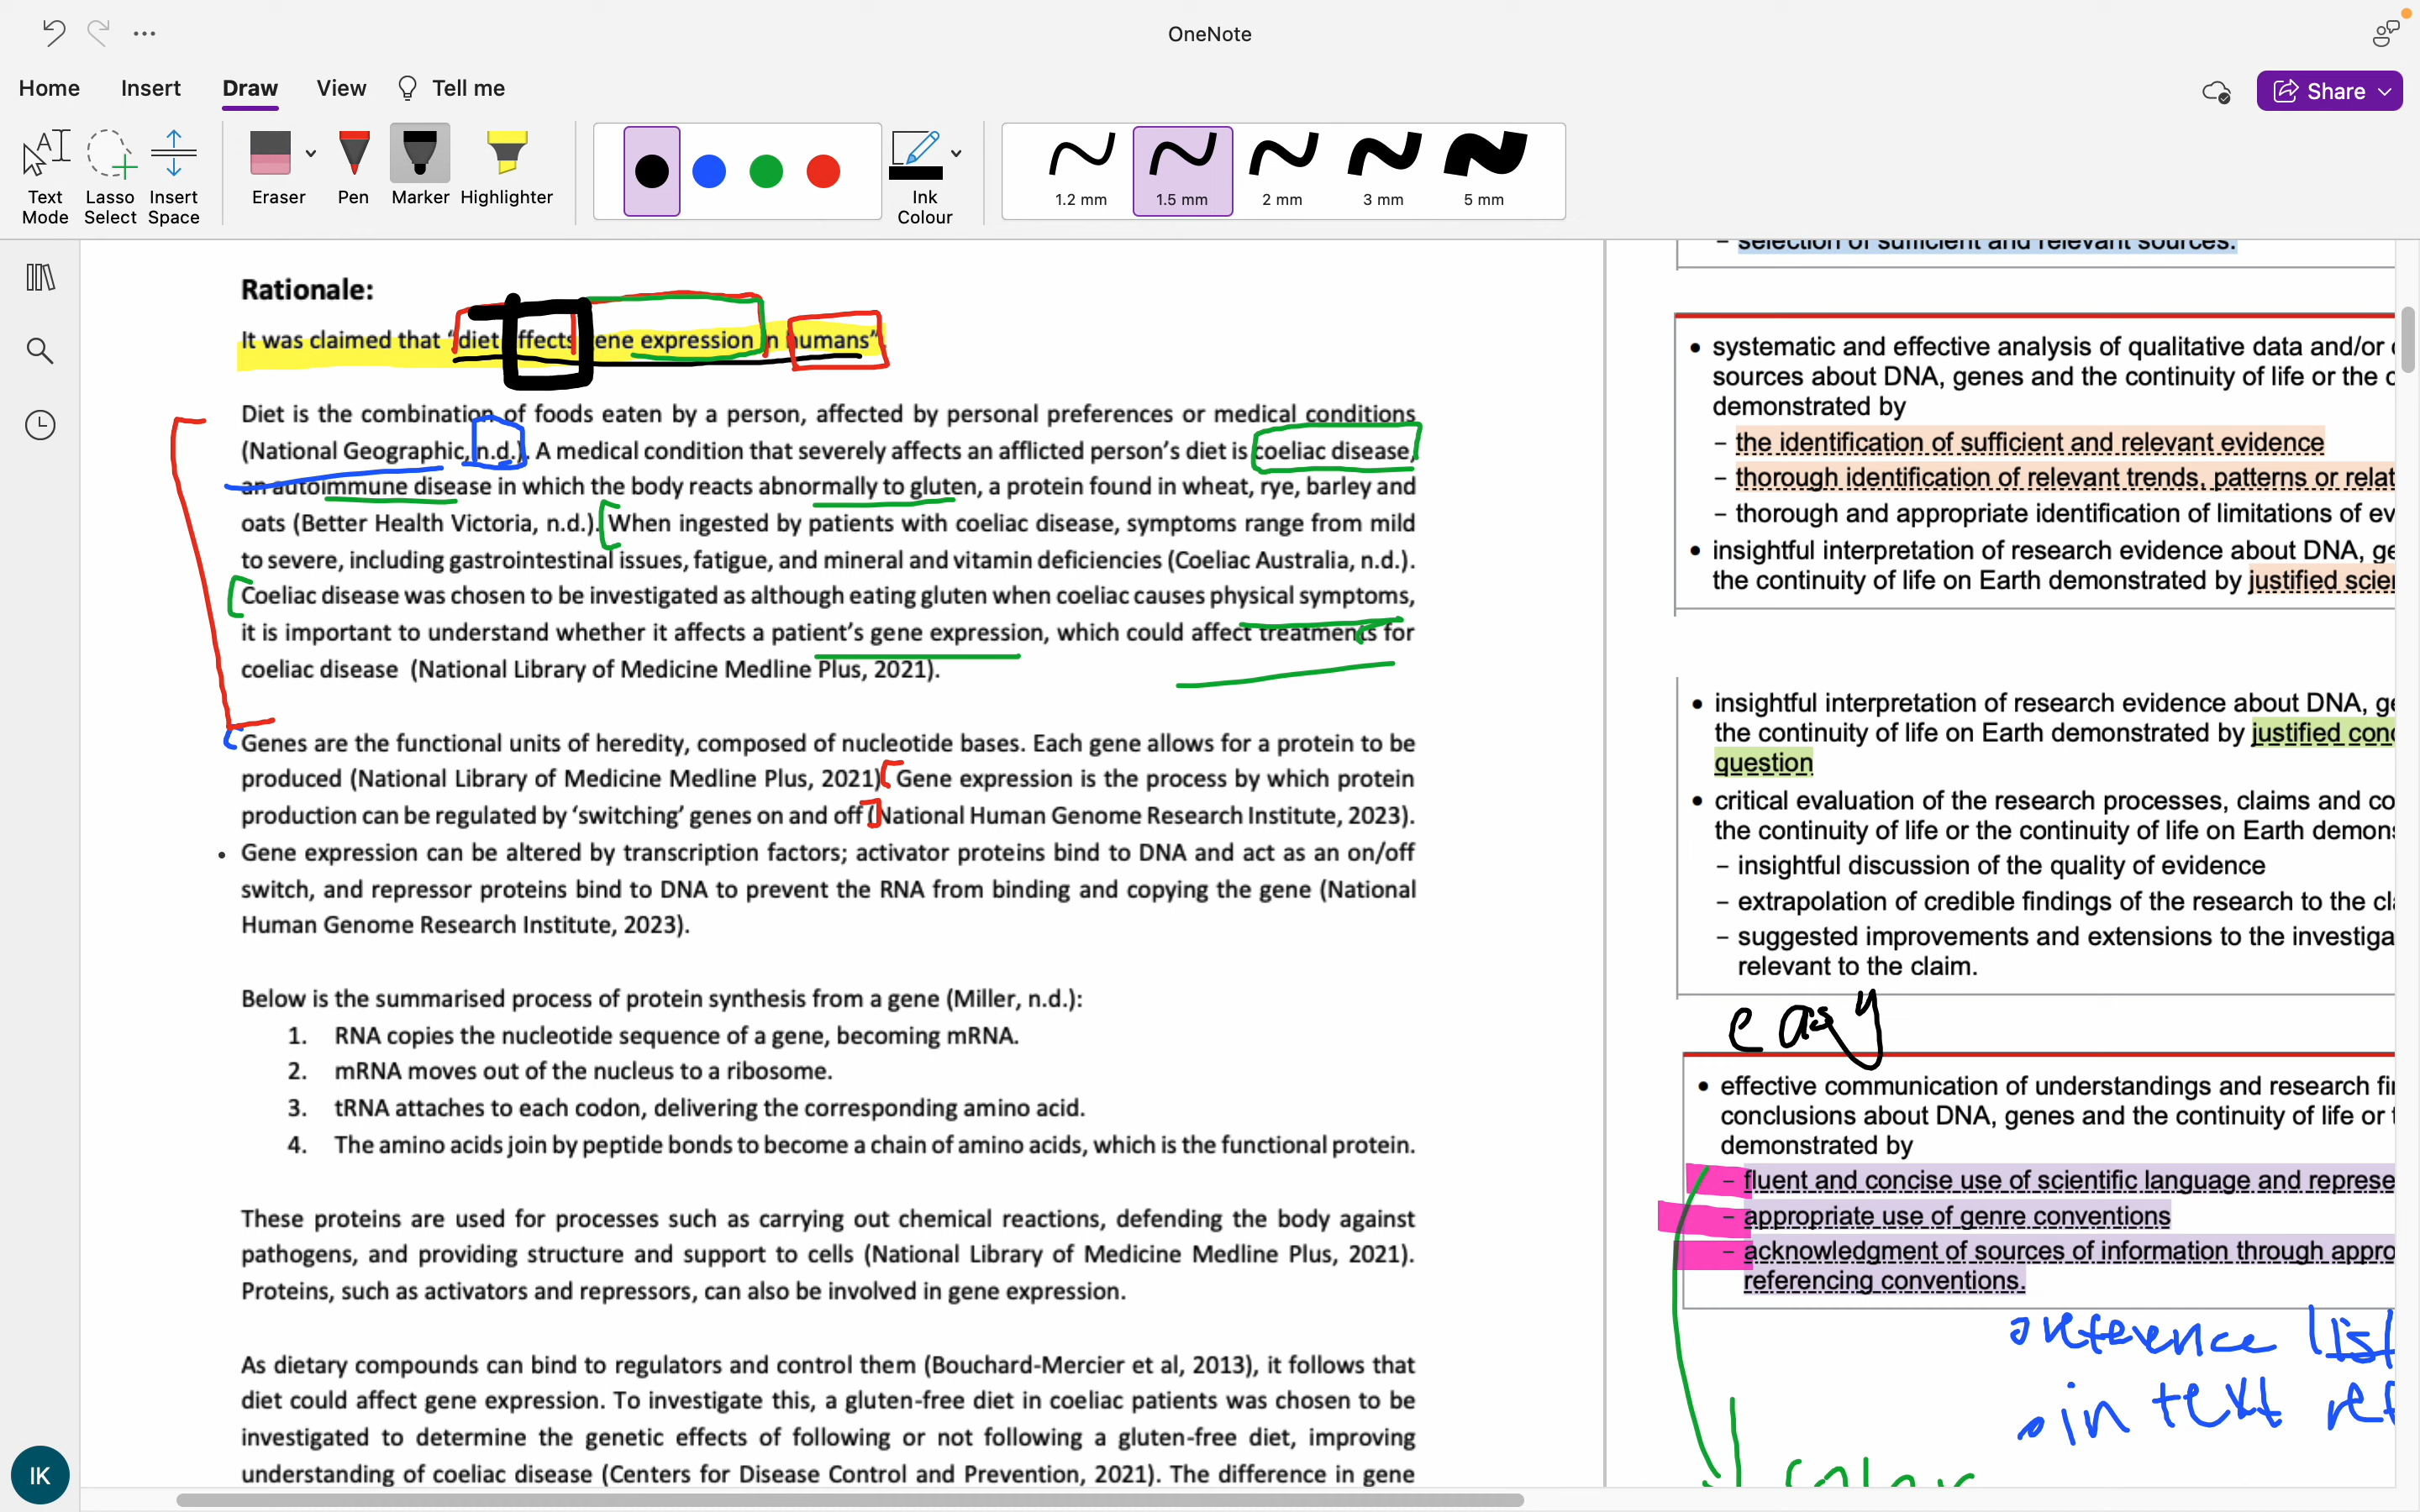 OneNote
Home Insert Draw View Tell me
Share
Text Mode
Lasso Select
Insert Space
Eraser
Pen
Marker
Highlighter
Ink Colour
1.2 mm
1.5 mm
2 mm
3 mm
5 mm
Rationale:
It was claimed that "diet ffects ene expression in humans"
Diet is the combination of foods eaten by a person, affected by personal preferences or medical conditions
(National Geographic, n.d.). A medical condition that severely affects an afflicted person's diet is coeliac disease,
an autoimmune disease in which the body reacts abnormally to gluten, a protein found in wheat, rye, barley and
oats (Better Health Victoria, n.d.). When ingested by patients with coeliac disease, symptoms range from mild
to severe, including gastrointestinal issues, fatigue, and mineral and vitamin deficiencies (Coeliac Australia, n.d.).
Coeliac disease was chosen to be investigated as although eating gluten when coeliac causes physical symptoms,
it is important to understand whether it affects a patient's gene expression, which could affect treatments for
coeliac disease (National Library of Medicine Medline Plus, 2021).
Genes are the functional units of heredity, composed of nucleotide bases. Each gene allows for a protein to be
produced (National Library of Medicine Medline Plus, 2021). Gene expression is the process by which protein
production can be regulated by 'switching' genes on and off (National Human Genome Research Institute, 2023).
Gene expression can be altered by transcription factors; activator proteins bind to DNA and act as an on/off
switch, and repressor proteins bind to DNA to prevent the RNA from binding and copying the gene (National
Human Genome Research Institute, 2023).
Below is the summarised process of protein synthesis from a gene (Miller, n.d.):
1. RNA copies the nucleotide sequence of a gene, becoming mRNA.
2. mRNA moves out of the nucleus to a ribosome.
3. tRNA attaches to each codon, delivering the corresponding amino acid.
4. The amino acids join by peptide bonds to become a chain of amino acids, which is the functional protein.
These proteins are used for processes such as carrying out chemical reactions, defending the body against
pathogens, and providing structure and support to cells (National Library of Medicine Medline Plus, 2021).
Proteins, such as activators and repressors, can also be involved in gene expression.
As dietary compounds can bind to regulators and control them (Bouchard-Mercier et al, 2013), it follows that
diet could affect gene expression. To investigate this, a gluten-free diet in coeliac patients was chosen to be
investigated to determine the genetic effects of following or not following a gluten-free diet, improving
understanding of coeliac disease (Centers for Disease Control and Prevention, 2021). The difference in gene
– selection of sufficient and relevant sources.
• systematic and effective analysis of qualitative data and/or
sources about DNA, genes and the continuity of life or the c
demonstrated by
– the identification of sufficient and relevant evidence
– thorough identification of relevant trends, patterns or relat
– thorough and appropriate identification of limitations of ev
• insightful interpretation of research evidence about DNA, ge
the continuity of life on Earth demonstrated by justified scien
• insightful interpretation of research evidence about DNA, ge
the continuity of life on Earth demonstrated by justified conc
question
• critical evaluation of the research processes, claims and co
the continuity of life or the continuity of life on Earth demons
– insightful discussion of the quality of evidence
– extrapolation of credible findings of the research to the cla
– suggested improvements and extensions to the investiga
relevant to the claim.
easy
• effective communication of understandings and research fin
conclusions about DNA, genes and the continuity of life or t
demonstrated by
– fluent and concise use of scientific language and represe
– appropriate use of genre conventions
– acknowledgment of sources of information through appro
referencing conventions.
reference list
in text ref
IK